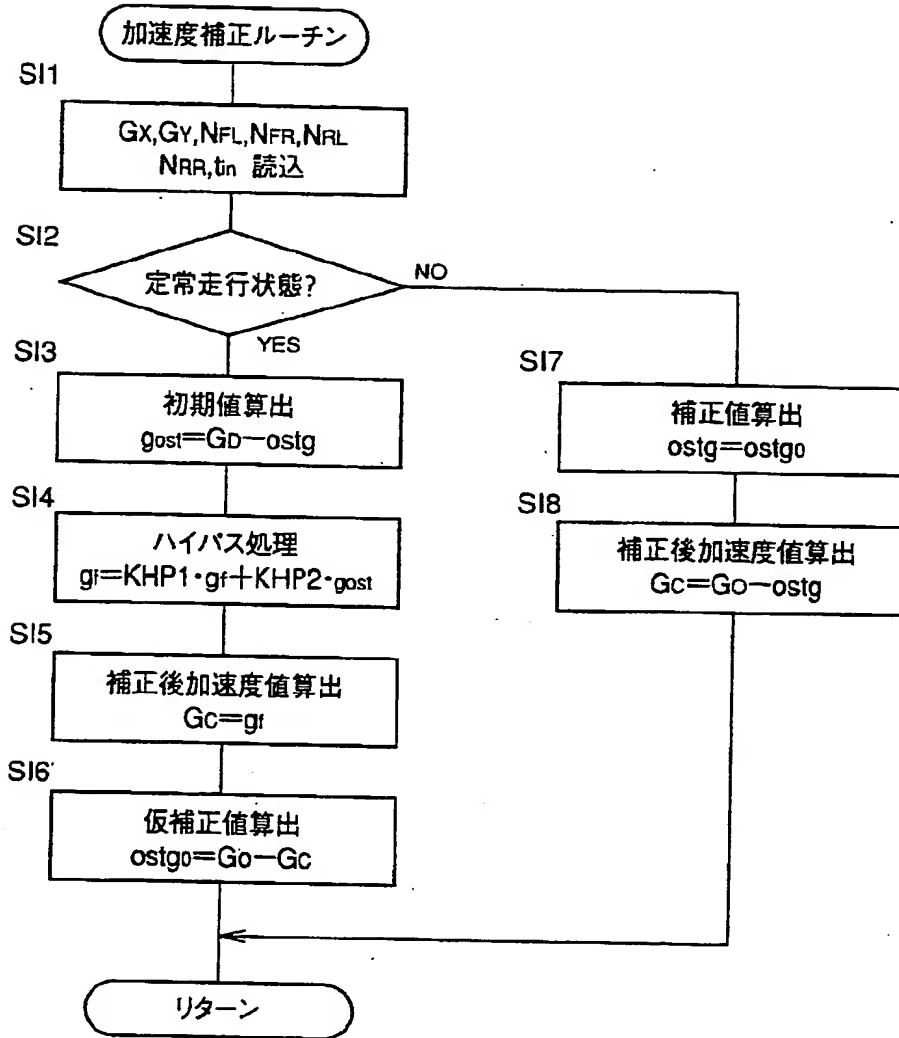 加速度補正ルーチン
SI1
GX,GY,NFL,NFR,NRL
NRR,tin 読込
SI2
定常走行状態?
NO
YES
SI3
初期値算出
gost=GD−ostg
SI4
ハイパス処理
gf=KHP1・gf+KHP2・gost
SI5
補正後加速度値算出
GC=gf
SI6
仮補正値算出
ostg0=GO−GC
SI7
補正値算出
ostg=ostg0
SI8
補正後加速度値算出
GC=GO−ostg
リターン